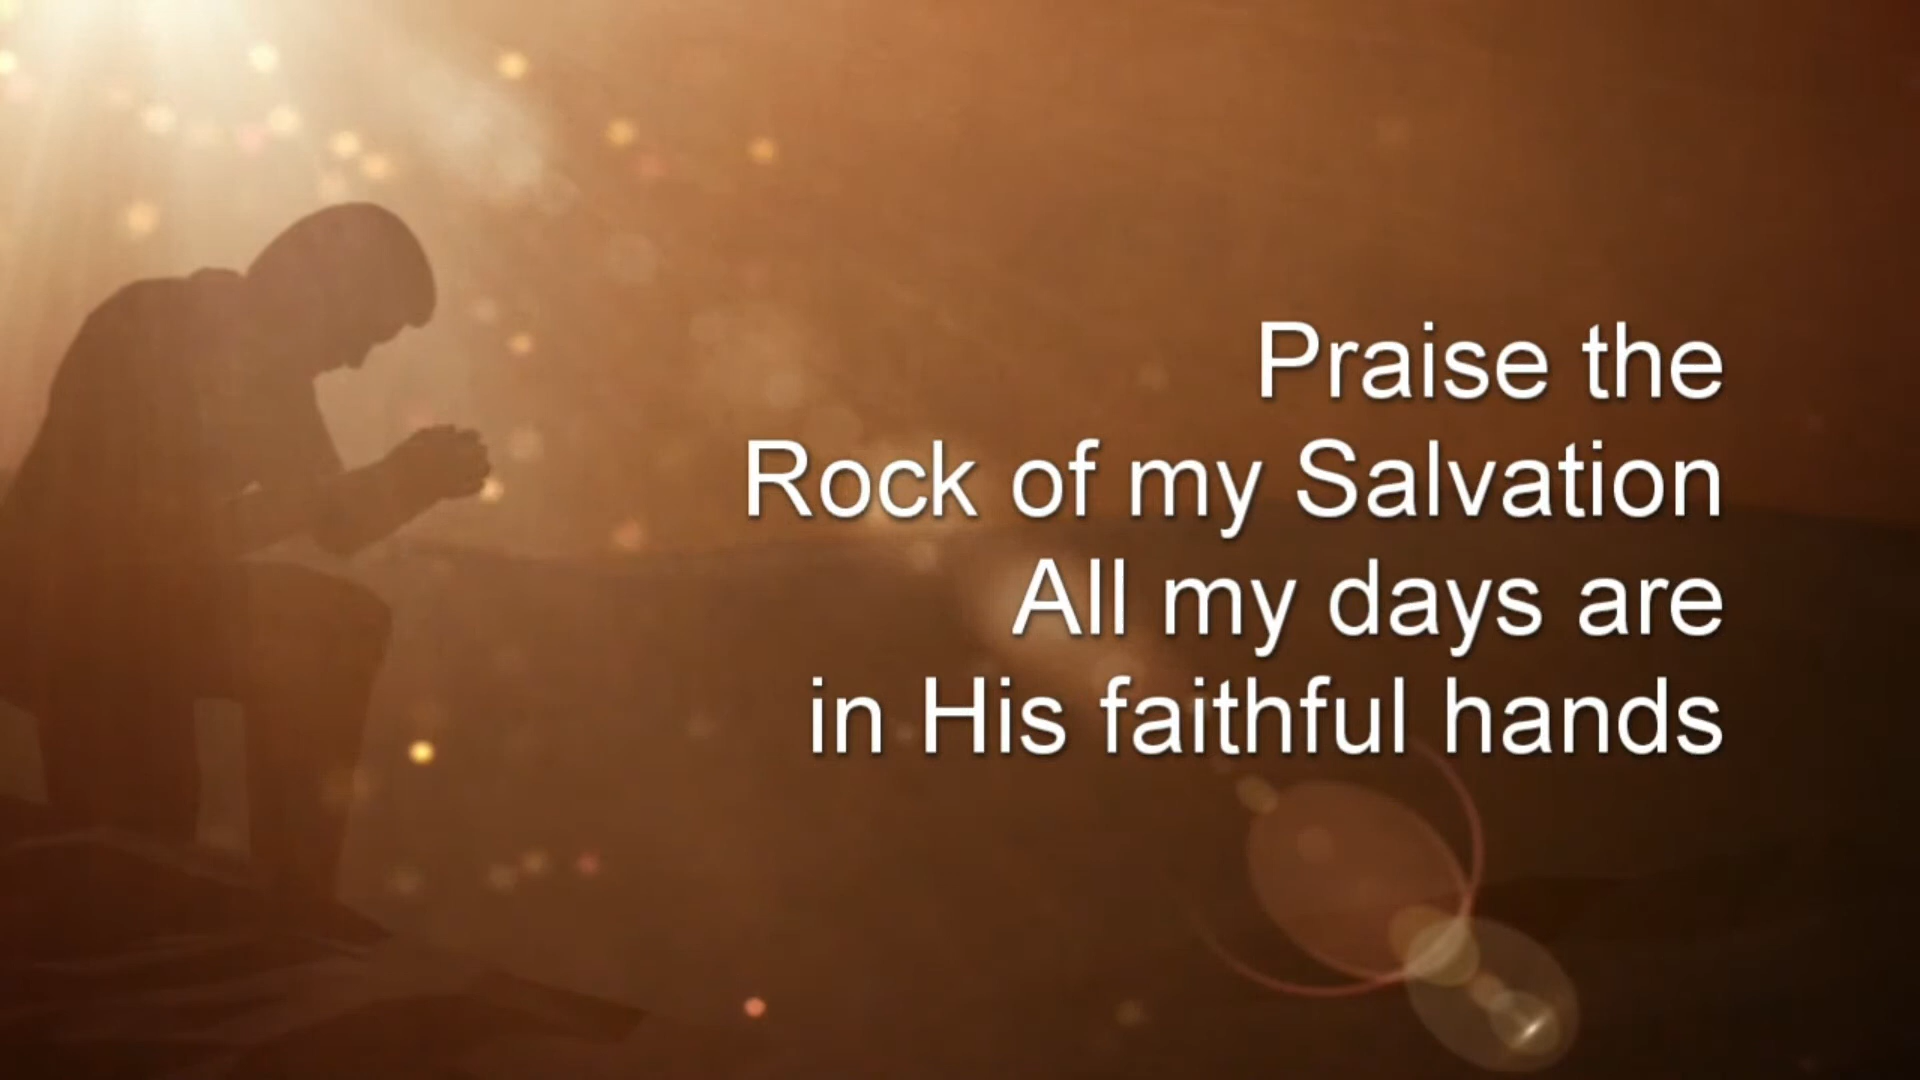 Praise the
Rock of my Salvation
All my days are
in His faithful hands